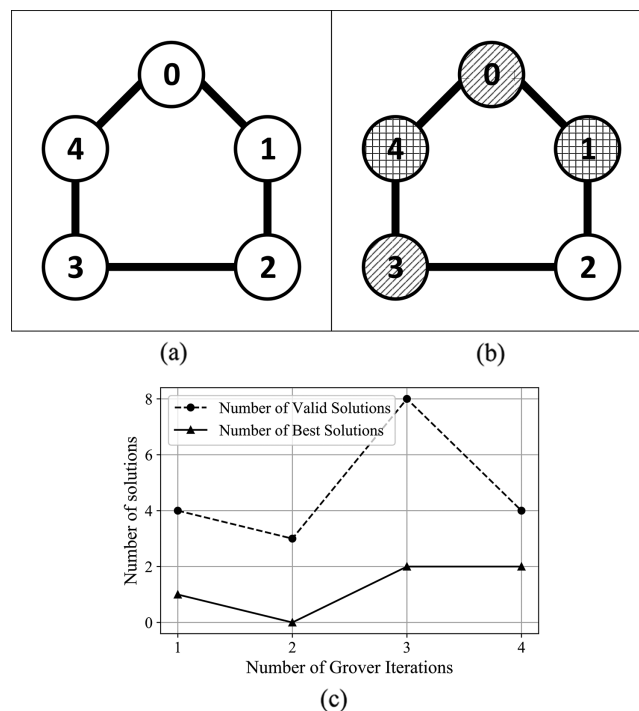 0
4
1
3
2
0
4
1
3
2
(a)
(b)
8
6
4
2
0
Number of solutions
Number of Valid Solutions
Number of Best Solutions
1
2
3
4
Number of Grover Iterations
(c)